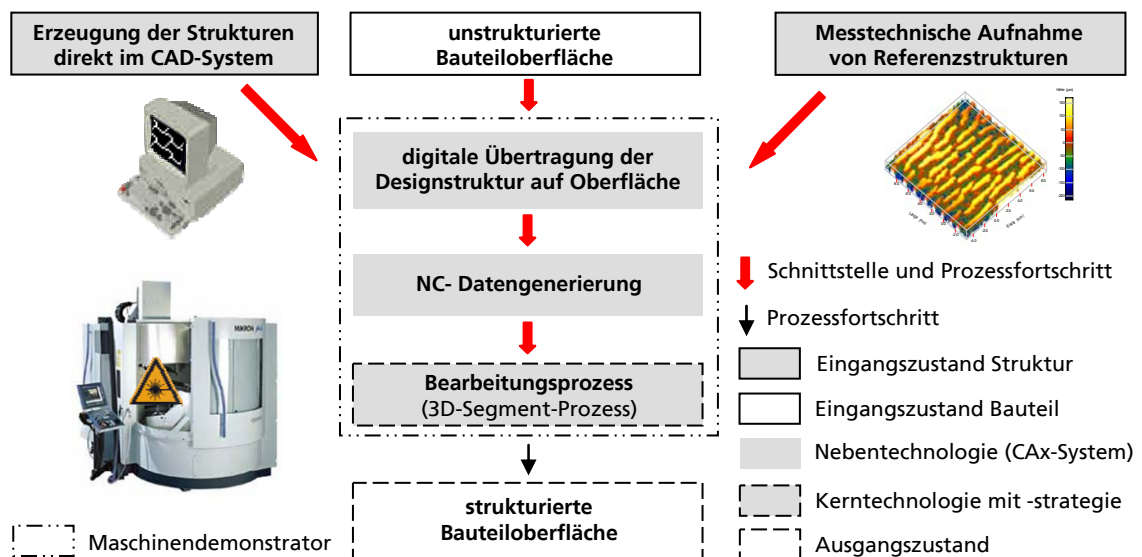 Erzeugung der Strukturen
direkt im CAD-System
unstrukturierte
Bauteiloberfläche
Messtechnische Aufnahme
von Referenzstrukturen
digitale Übertragung der
Designstruktur auf Oberfläche
NC- Datengenerierung
Bearbeitungsprozess
(3D-Segment-Prozess)
strukturierte
Bauteiloberfläche
MIKRON
Maschinendemonstrator
Schnittstelle und Prozessfortschritt
Prozessfortschritt
Eingangszustand Struktur
Eingangszustand Bauteil
Nebentechnologie (CAx-System)
Kerntechnologie mit -strategie
Ausgangszustand